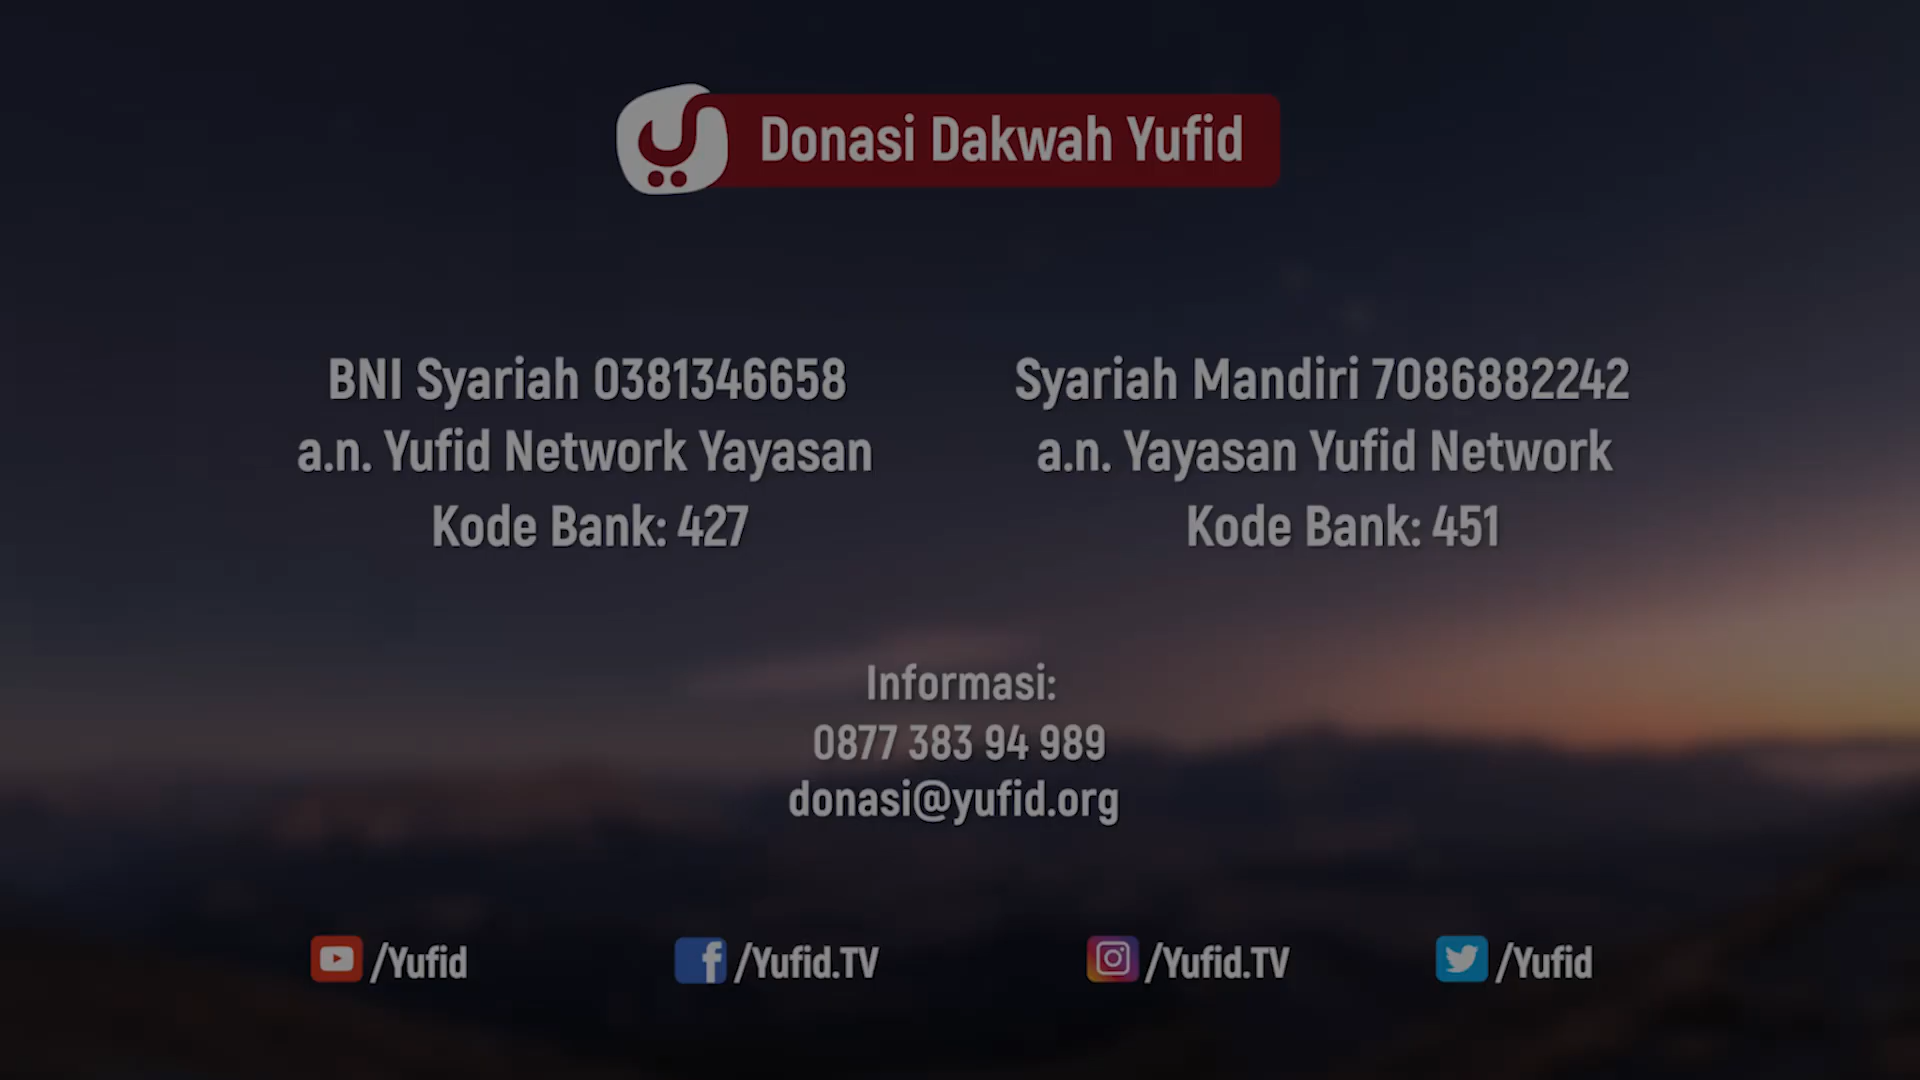 Donasi Dakwah Yufid
BNI Syariah 0381346658
a.n. Yufid Network Yayasan
Kode Bank: 427
Syariah Mandiri 7086882242
a.n. Yayasan Yufid Network
Kode Bank: 451
Informasi:
0877 383 94 989
donasi@yufid.org
/Yufid
/Yufid.TV
/Yufid.TV
/Yufid